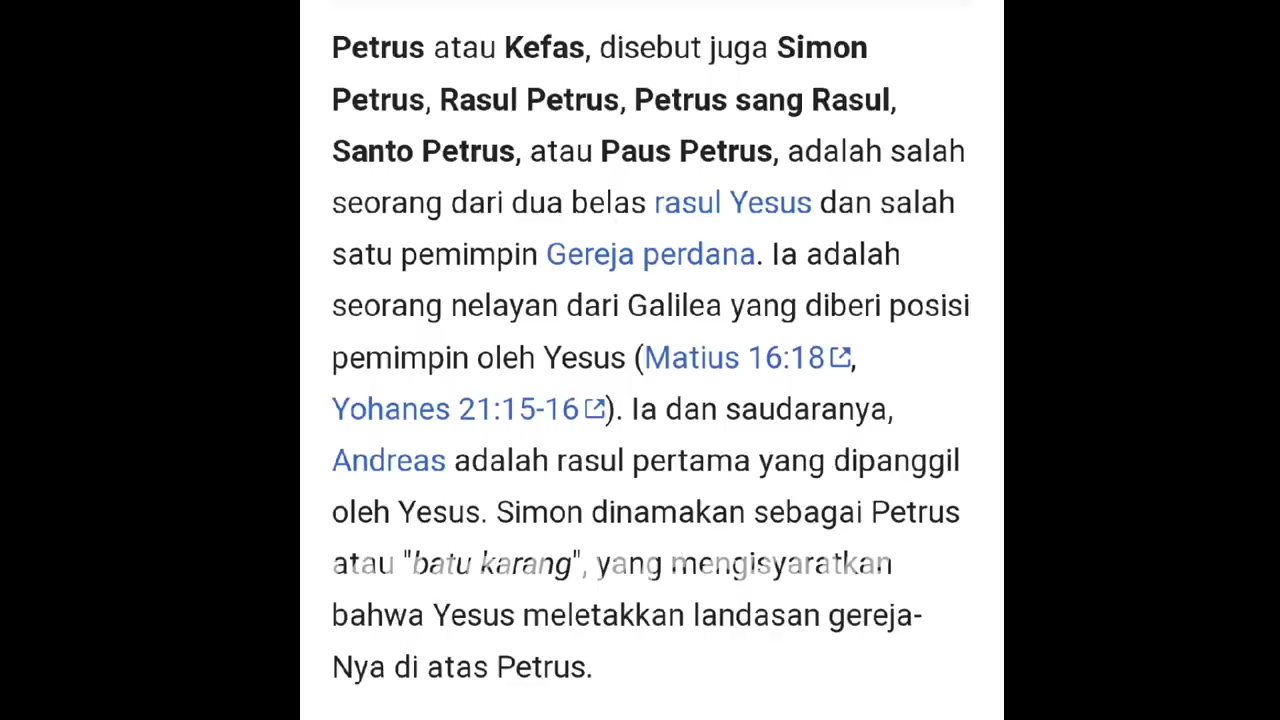 Petrus atau Kefas, disebut juga Simon
Petrus, Rasul Petrus, Petrus sang Rasul,
Santo Petrus, atau Paus Petrus, adalah salah
seorang dari dua belas rasul Yesus dan salah
satu pemimpin Gereja perdana. Ia adalah
seorang nelayan dari Galilea yang diberi posisi
pemimpin oleh Yesus (Matius 16:18,
Yohanes 21:15-16). Ia dan saudaranya,
Andreas adalah rasul pertama yang dipanggil
oleh Yesus. Simon dinamakan sebagai Petrus
atau "batu karang", yang mengisyaratkan
bahwa Yesus meletakkan landasan gereja-
Nya di atas Petrus.